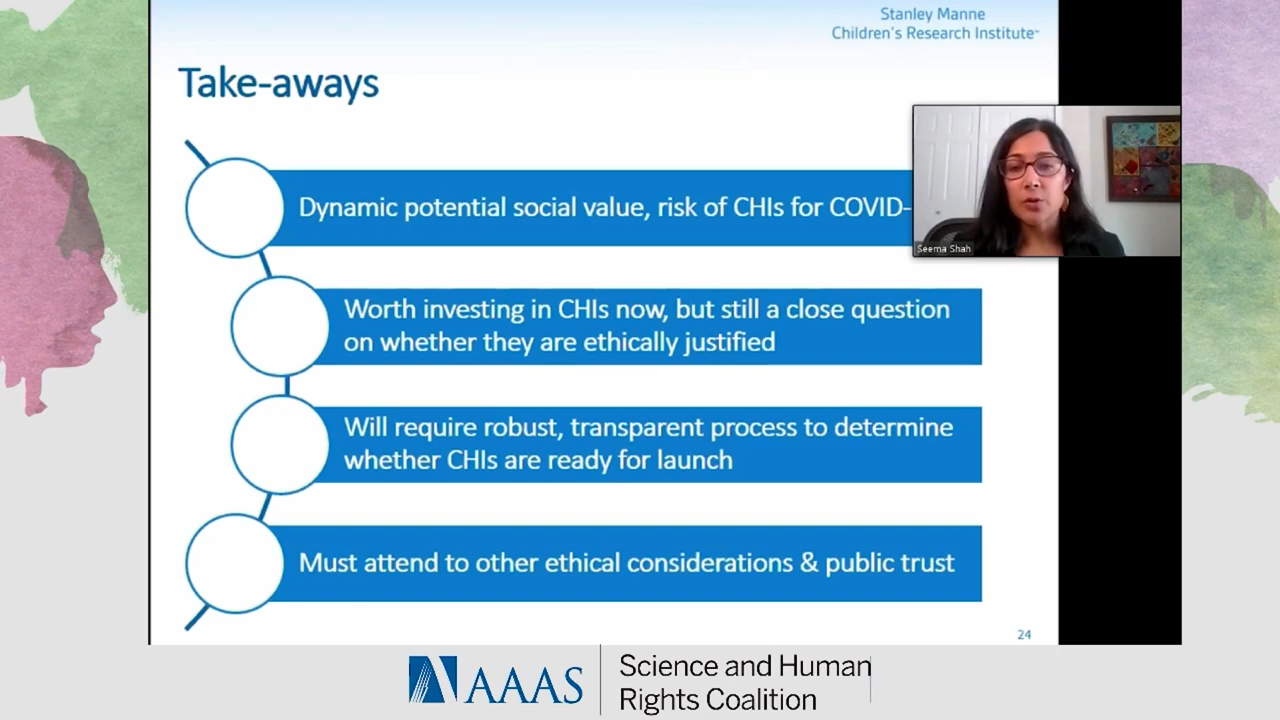 Stanley Manne
Children's Research Institute℠
Take-aways
Dynamic potential social value, risk of CHIs for COVID-
Seema Shah
Worth investing in CHIs now, but still a close question
on whether they are ethically justified
Will require robust, transparent process to determine
whether CHIs are ready for launch
Must attend to other ethical considerations & public trust
24
AAAS
Science and Human
Rights Coalition